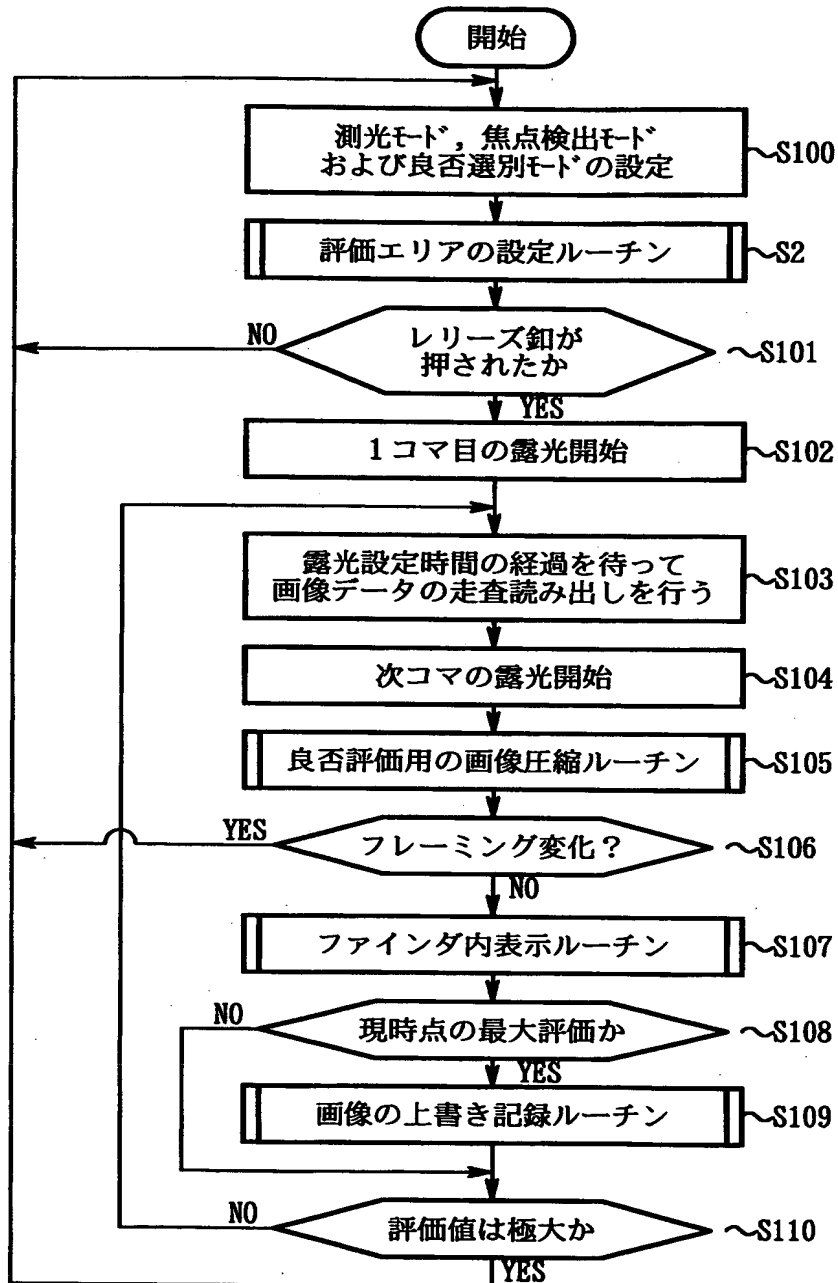 開始
測光モード, 焦点検出モード
および良否選別モードの設定
~S100
評価エリアの設定ルーチン
~S2
NO
レリーズ釦が
押されたか
~S101
YES
1コマ目の露光開始
~S102
露光設定時間の経過を待って
画像データの走査読み出しを行う
~S103
次コマの露光開始
~S104
良否評価用の画像圧縮ルーチン
~S105
YES
フレーミング変化?
~S106
NO
ファインダ内表示ルーチン
~S107
NO
現時点の最大評価か
~S108
YES
画像の上書き記録ルーチン
~S109
NO
評価値は極大か
~S110
YES